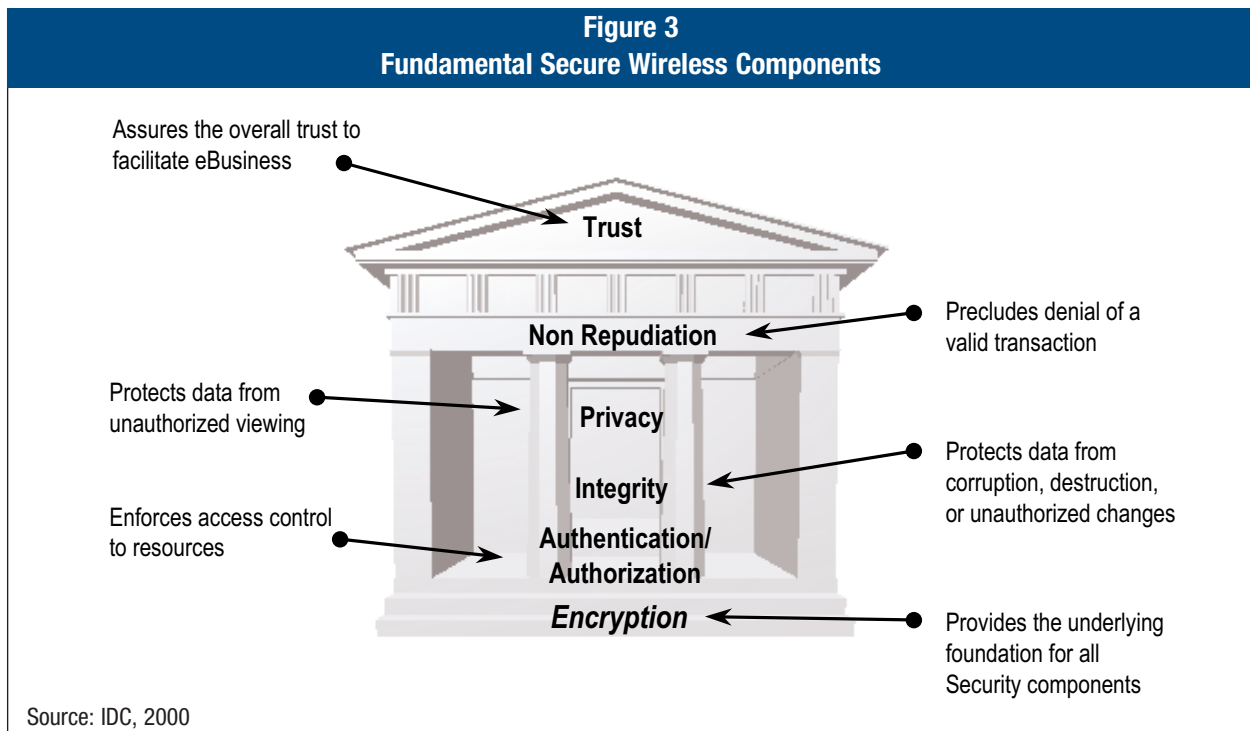 Figure 3
Fundamental Secure Wireless Components
Assures the overall trust to
facilitate eBusiness
Trust
Non Repudiation
Precludes denial of a
valid transaction
Protects data from
unauthorized viewing
Privacy
Integrity
Protects data from
corruption, destruction,
or unauthorized changes
Enforces access control
to resources
Authentication/
Authorization
Encryption
Provides the underlying
foundation for all
Security components
Source: IDC, 2000